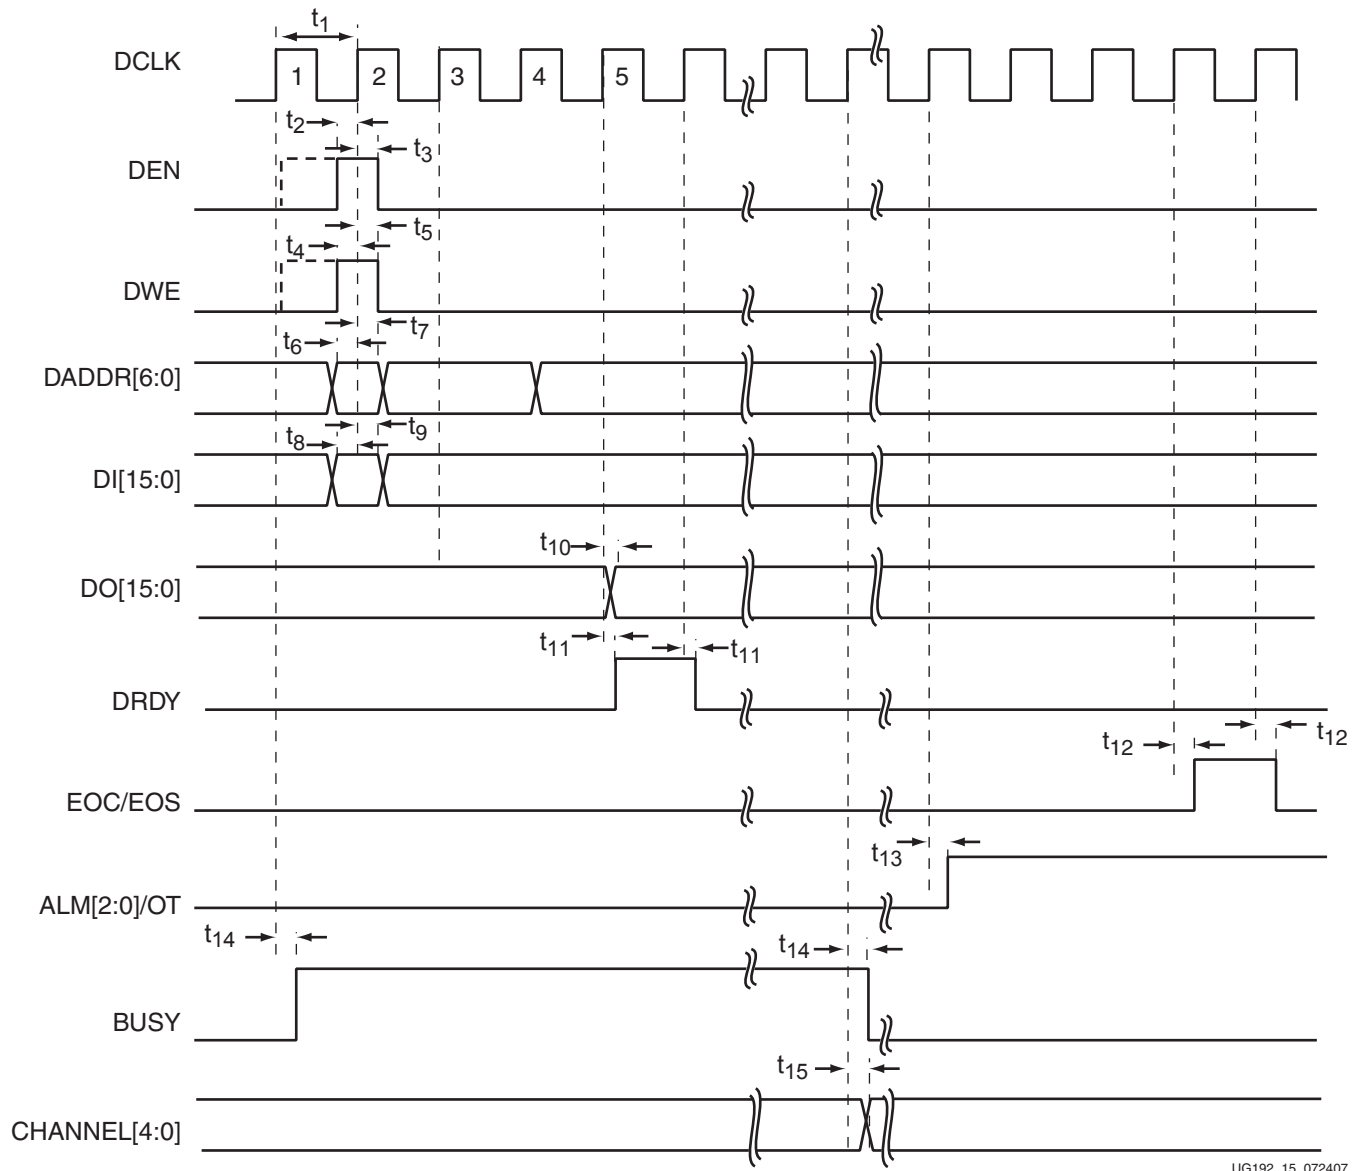 t1
DCLK
1 2 3 4 5
t2
t3
DEN
t5
t4
DWE
t7
t6
DADDR[6:0]
t9
t8
DI[15:0]
t10
DO[15:0]
t11 t11
DRDY
t12 t12
EOC/EOS
t13
ALM[2:0]/OT
t14 t14
BUSY
t15
CHANNEL[4:0]
UG192_15_072407